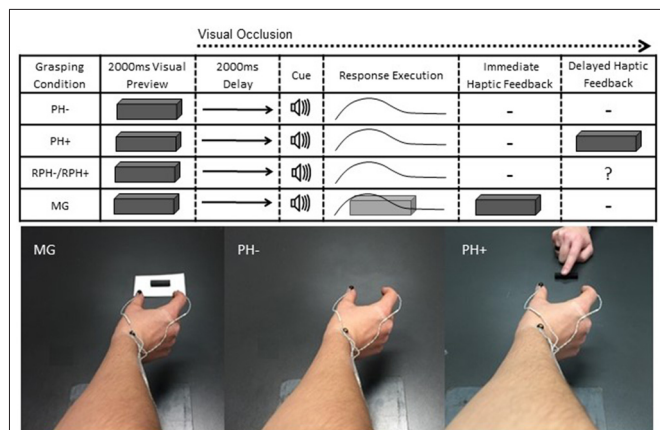 Visual Occlusion
Grasping Condition
2000ms Visual Preview
2000ms Delay
Cue
Response Execution
Immediate Haptic Feedback
Delayed Haptic Feedback
PH-
-
-
PH+
-
RPH-/RPH+
-
?
MG
-
MG
PH-
PH+